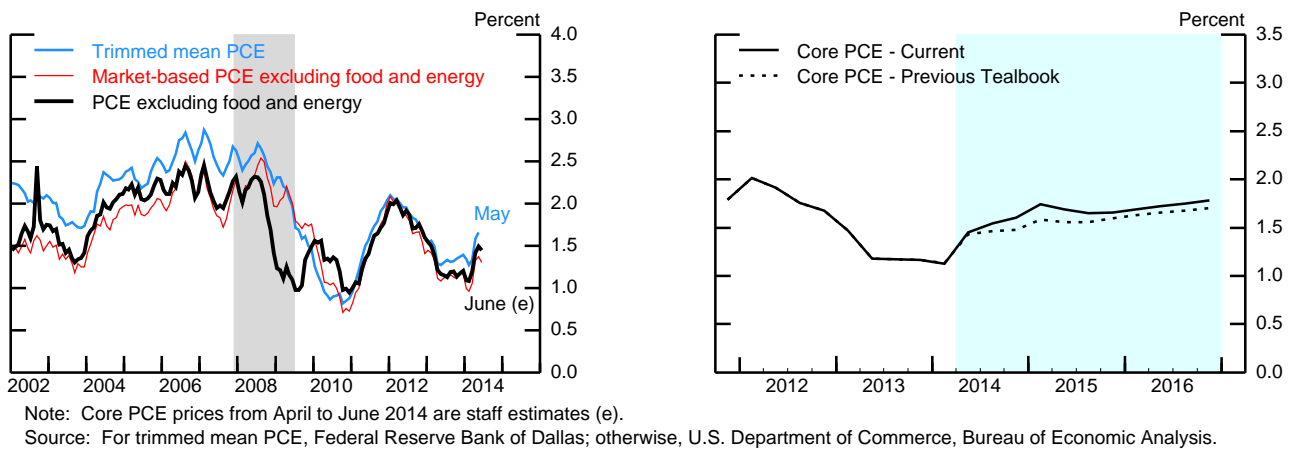 Percent
4.0
3.5
3.0
2.5
2.0
1.5
1.0
0.5
0.0
Trimmed mean PCE
Market-based PCE excluding food and energy
PCE excluding food and energy
May
June (e)
2002 2004 2006 2008 2010 2012 2014
Percent
3.5
3.0
2.5
2.0
1.5
1.0
0.5
0.0
Core PCE - Current
Core PCE - Previous Tealbook
2012 2013 2014 2015 2016
Note: Core PCE prices from April to June 2014 are staff estimates (e).
Source: For trimmed mean PCE, Federal Reserve Bank of Dallas; otherwise, U.S. Department of Commerce, Bureau of Economic Analysis.